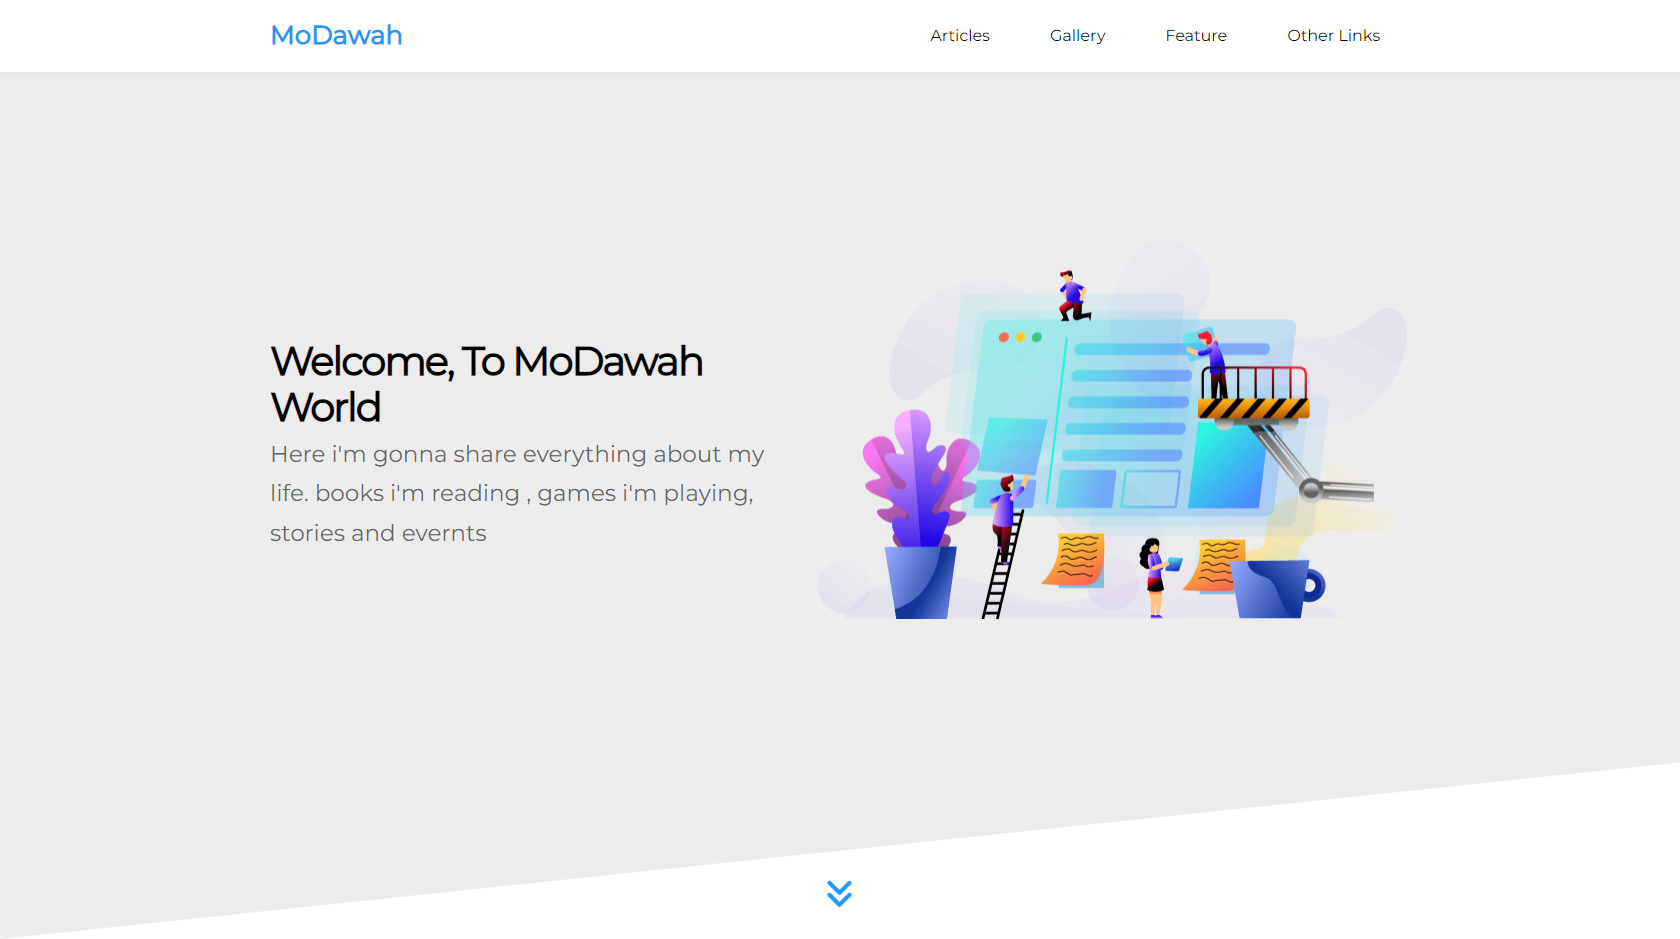 MoDawah
Articles
Gallery
Feature
Other Links
Welcome, To MoDawah
World
Here i'm gonna share everything about my
life. books i'm reading , games i'm playing,
stories and evernts